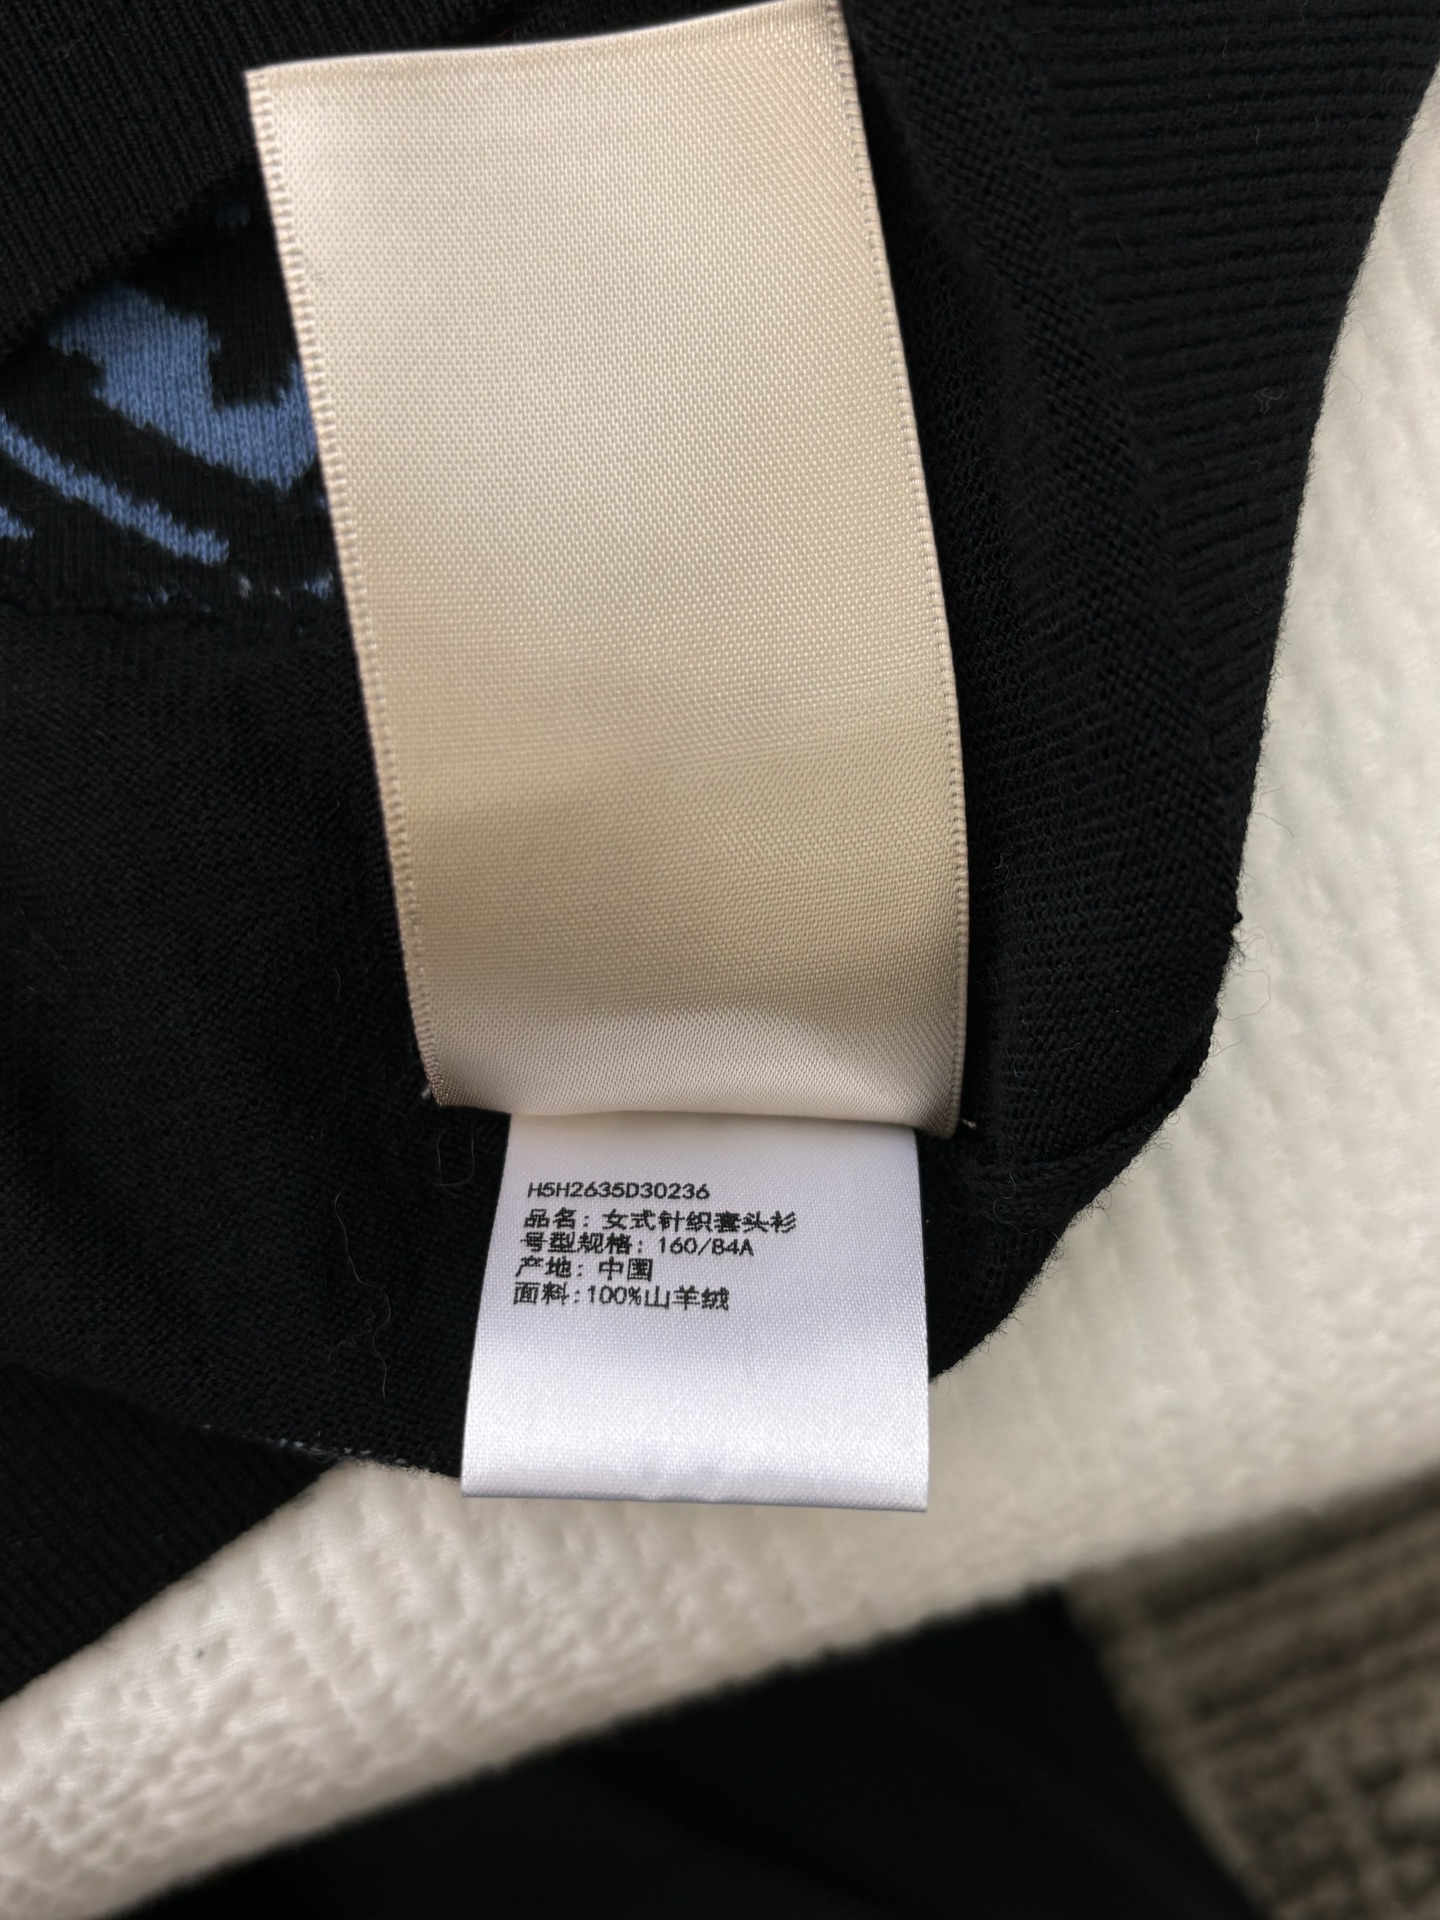 H5H2635D30236
品名: 女式针织套头衫
号型规格: 160/84A
产地: 中国
面料:100%山羊绒